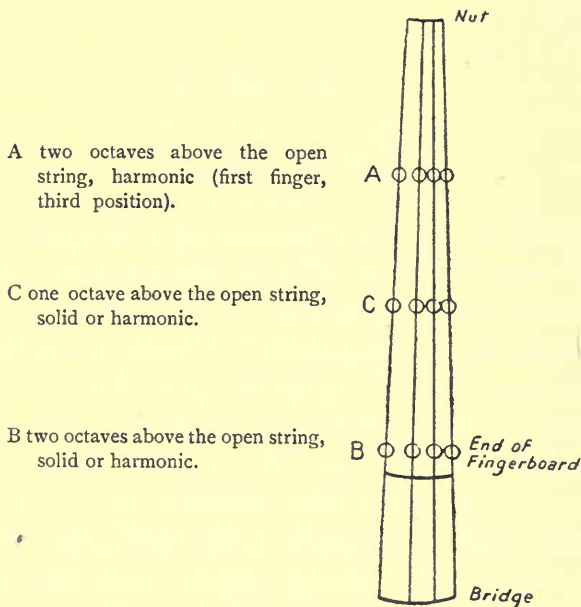 Nut
A two octaves above the open
string, harmonic (first finger,
third position).
A
C one octave above the open string,
solid or harmonic.
C
B two octaves above the open string,
solid or harmonic.
B
End of
Fingerboard
Bridge